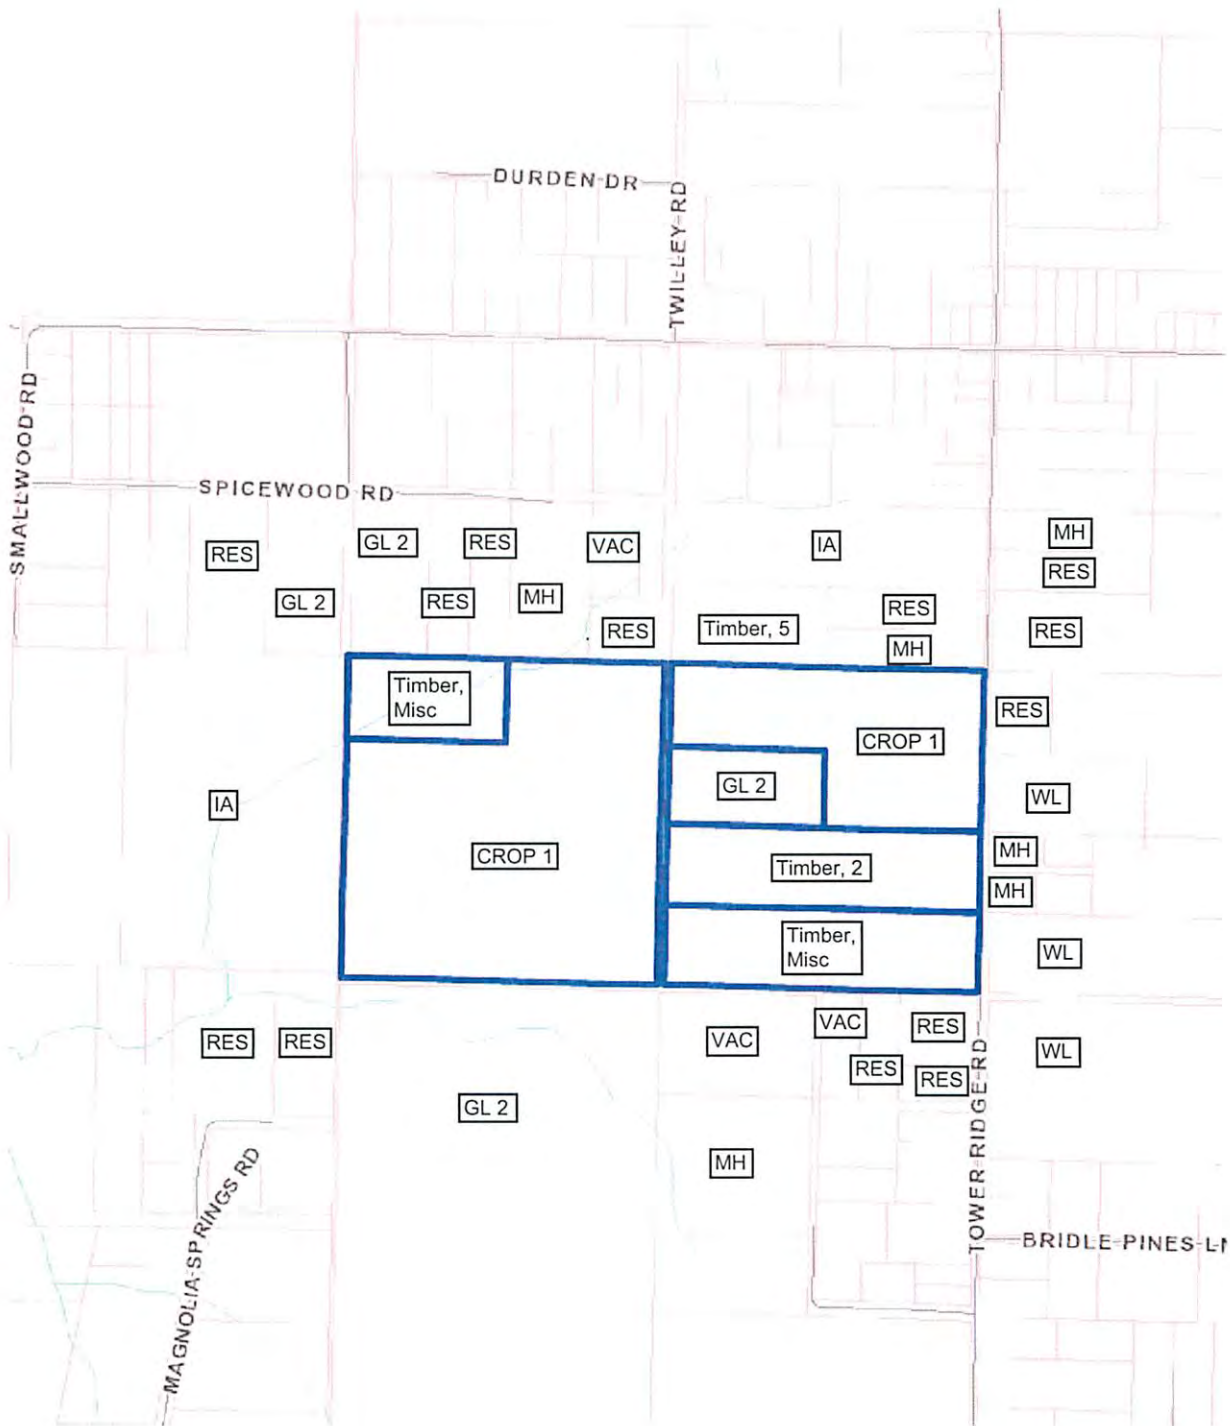 DURDEN DR
TWILLEY RD
SMALLWOOD RD
SPICEWOOD RD
RES
GL 2
RES
VAC
IA
MH
RES
GL 2
RES
MH
RES
Timber, 5
RES
MH
RES
Timber,
Misc
CROP 1
RES
GL 2
IA
WL
CROP 1
Timber, 2
MH
MH
Timber,
Misc
WL
RES
RES
VAC
VAC
RES
RES
RES
WL
GL 2
MH
TOWER RIDGE RD
MAGNOLIA SPRINGS RD
BRIDLE PINES LN